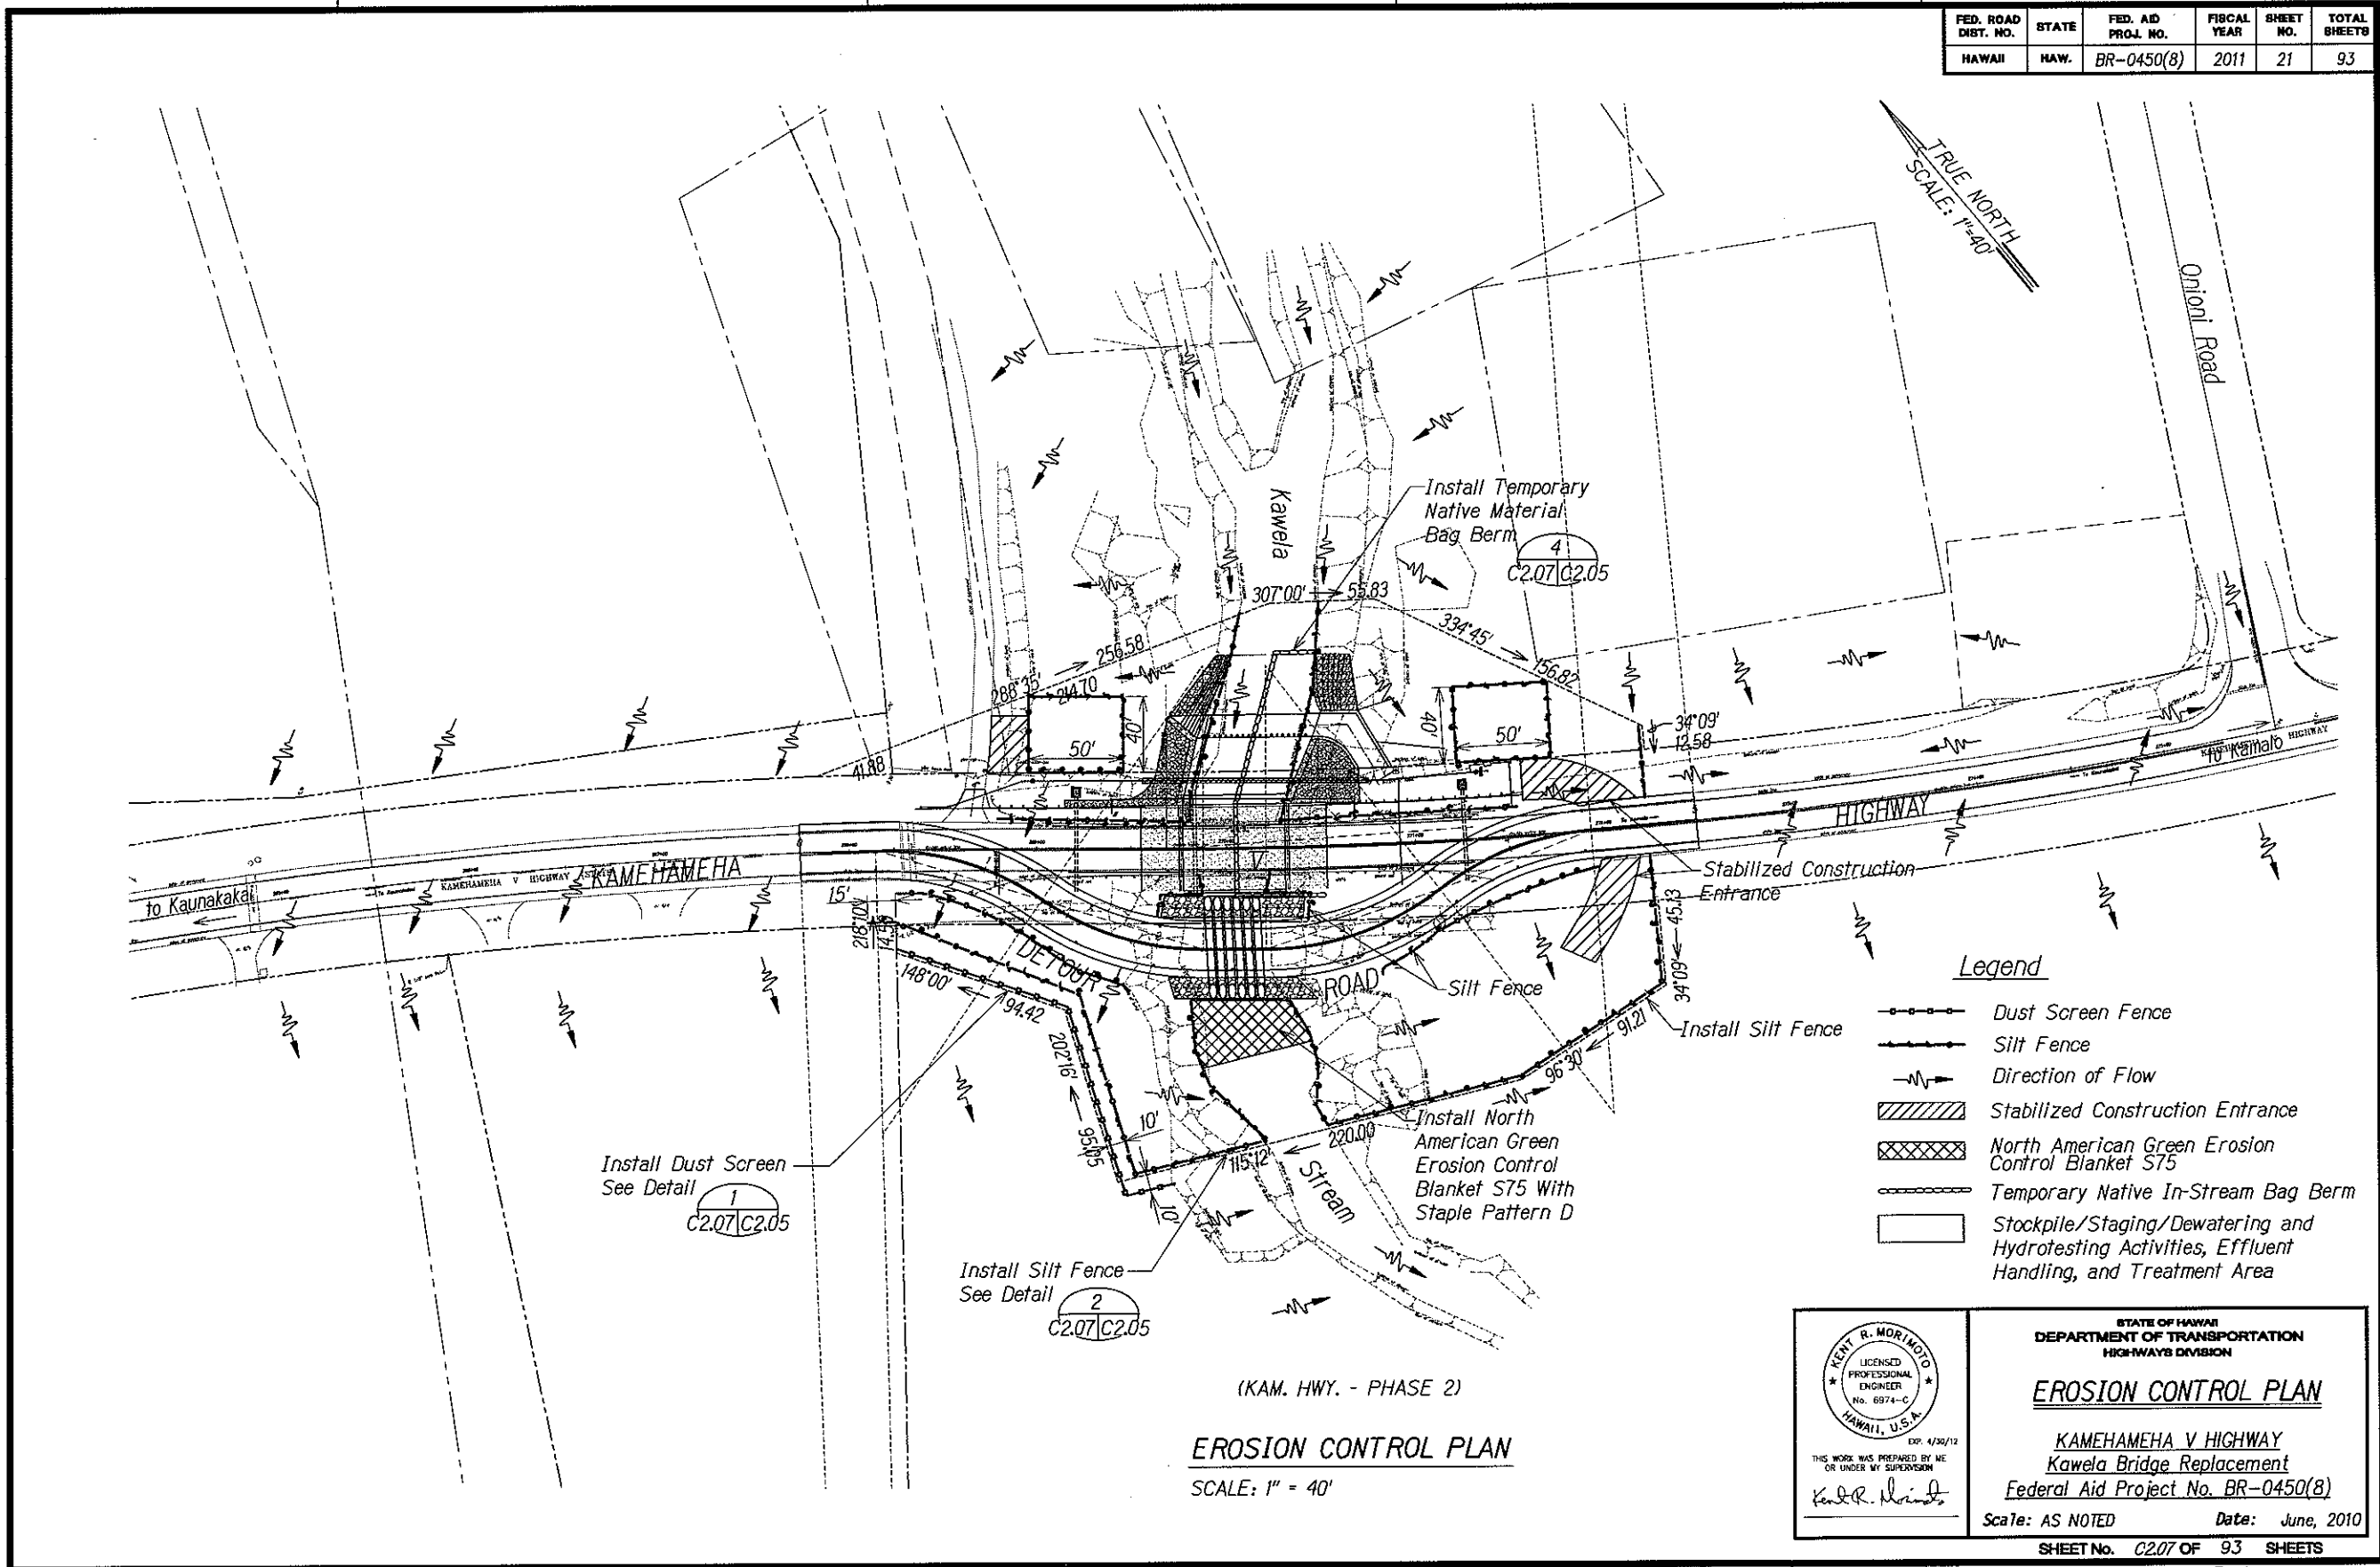 FED. ROAD DIST. NO.
STATE
FED. AID PROJ. NO.
FISCAL YEAR
SHEET NO.
TOTAL SHEETS
HAWAII
HAW.
BR-0450(8)
2011
21
93
TRUE NORTH
SCALE: 1"=40'
Onioni Road
Kawela
Install Temporary
Native Material
Bag Berm
4
C2.07 C2.05
307°00'
55.83
334°45'
156.82
256.58
288°35'
214.70
40'
50'
40'
50'
34°09'
12.58
41.88
to Kamalo
HIGHWAY
HIGHWAY
V
KAMEHAMEHA
KAMEHAMEHA V HIGHWAY
to Kaunakakai
Stabilized Construction
Entrance
15'
218°10'
14.59
148°00'
94.42
DETOUR
ROAD
Silt Fence
45.13
34°09'
Install Silt Fence
91.21
96°30'
202°16'
95.05
10'
10'
115°12'
220.00
Stream
Install North
American Green
Erosion Control
Blanket S75 With
Staple Pattern D
Install Dust Screen
See Detail
1
C2.07 C2.05
Install Silt Fence
See Detail
2
C2.07 C2.05
Legend
Dust Screen Fence
Silt Fence
Direction of Flow
Stabilized Construction Entrance
North American Green Erosion
Control Blanket S75
Temporary Native In-Stream Bag Berm
Stockpile/Staging/Dewatering and
Hydrotesting Activities, Effluent
Handling, and Treatment Area
(KAM. HWY. - PHASE 2)
EROSION CONTROL PLAN
SCALE: 1" = 40'
KENT R. MORIMOTO
LICENSED
PROFESSIONAL
ENGINEER
No. 6974-C
HAWAII, U.S.A.
EXP. 4/30/12
THIS WORK WAS PREPARED BY ME
OR UNDER MY SUPERVISION
Kent R. Morimoto
STATE OF HAWAII
DEPARTMENT OF TRANSPORTATION
HIGHWAYS DIVISION
EROSION CONTROL PLAN
KAMEHAMEHA V HIGHWAY
Kawela Bridge Replacement
Federal Aid Project No. BR-0450(8)
Scale: AS NOTED Date: June, 2010
SHEET No. C2.07 OF 93 SHEETS